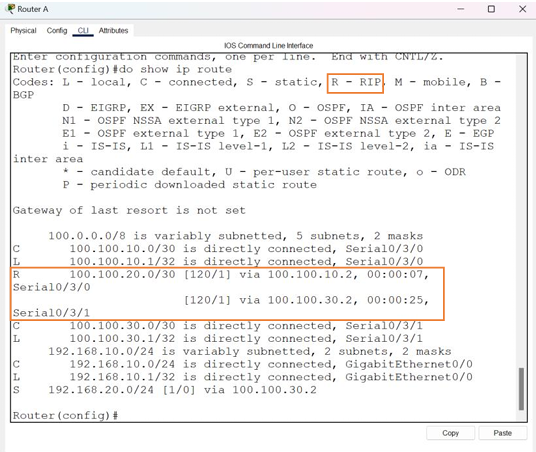 Router A
Physical Config CLI Attributes
IOS Command Line Interface
Enter configuration commands, one per line. End with CNTL/Z.
Router(config)#do show ip route
Codes: L - local, C - connected, S - static, R - RIP, M - mobile, B -
BGP
D - EIGRP, EX - EIGRP external, O - OSPF, IA - OSPF inter area
N1 - OSPF NSSA external type 1, N2 - OSPF NSSA external type 2
E1 - OSPF external type 1, E2 - OSPF external type 2, E - EGP
i - IS-IS, L1 - IS-IS level-1, L2 - IS-IS level-2, ia - IS-IS
inter area
* - candidate default, U - per-user static route, o - ODR
P - periodic downloaded static route
Gateway of last resort is not set
100.0.0.0/8 is variably subnetted, 5 subnets, 2 masks
C 100.100.10.0/30 is directly connected, Serial0/3/0
L 100.100.10.1/32 is directly connected, Serial0/3/0
R 100.100.20.0/30 [120/1] via 100.100.10.2, 00:00:07,
Serial0/3/0
[120/1] via 100.100.30.2, 00:00:25,
Serial0/3/1
C 100.100.30.0/30 is directly connected, Serial0/3/1
L 100.100.30.1/32 is directly connected, Serial0/3/1
192.168.10.0/24 is variably subnetted, 2 subnets, 2 masks
C 192.168.10.0/24 is directly connected, GigabitEthernet0/0
L 192.168.10.1/32 is directly connected, GigabitEthernet0/0
S 192.168.20.0/24 [1/0] via 100.100.30.2
Router(config)#
Copy Paste